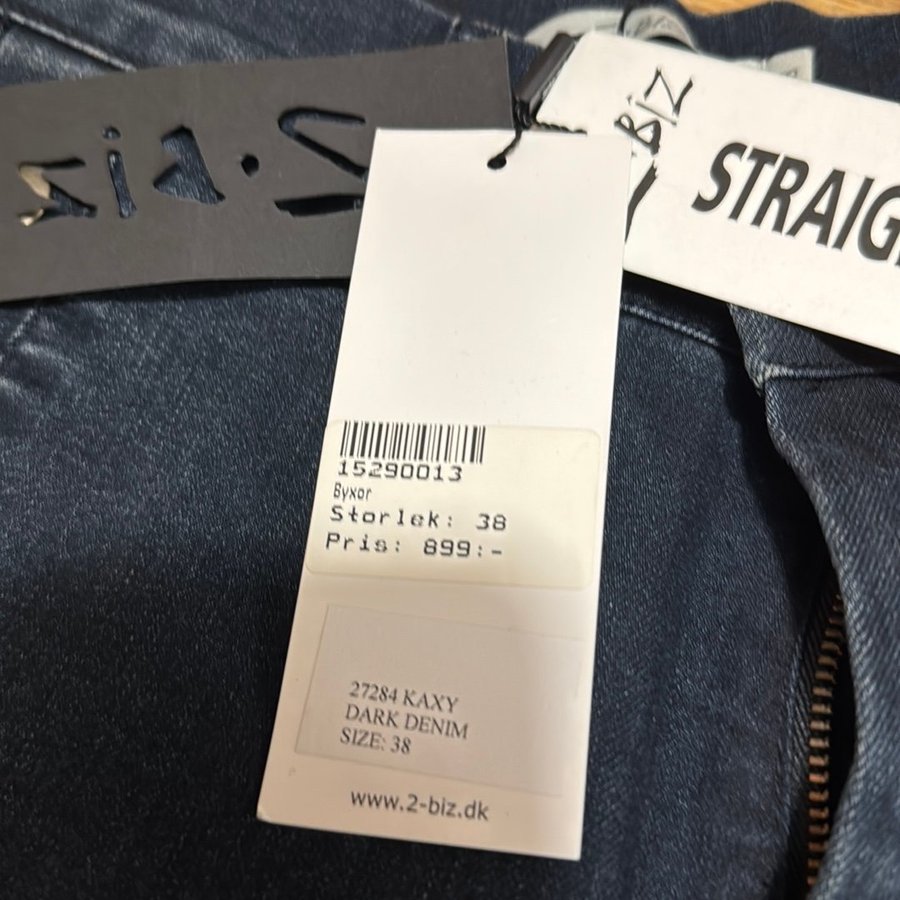 2.Biz
BIZ
STRAIG
15290013
Byxor
Storlek: 38
Pris: 899:-
27284 KAXY
DARK DENIM
SIZE: 38
www.2-biz.dk